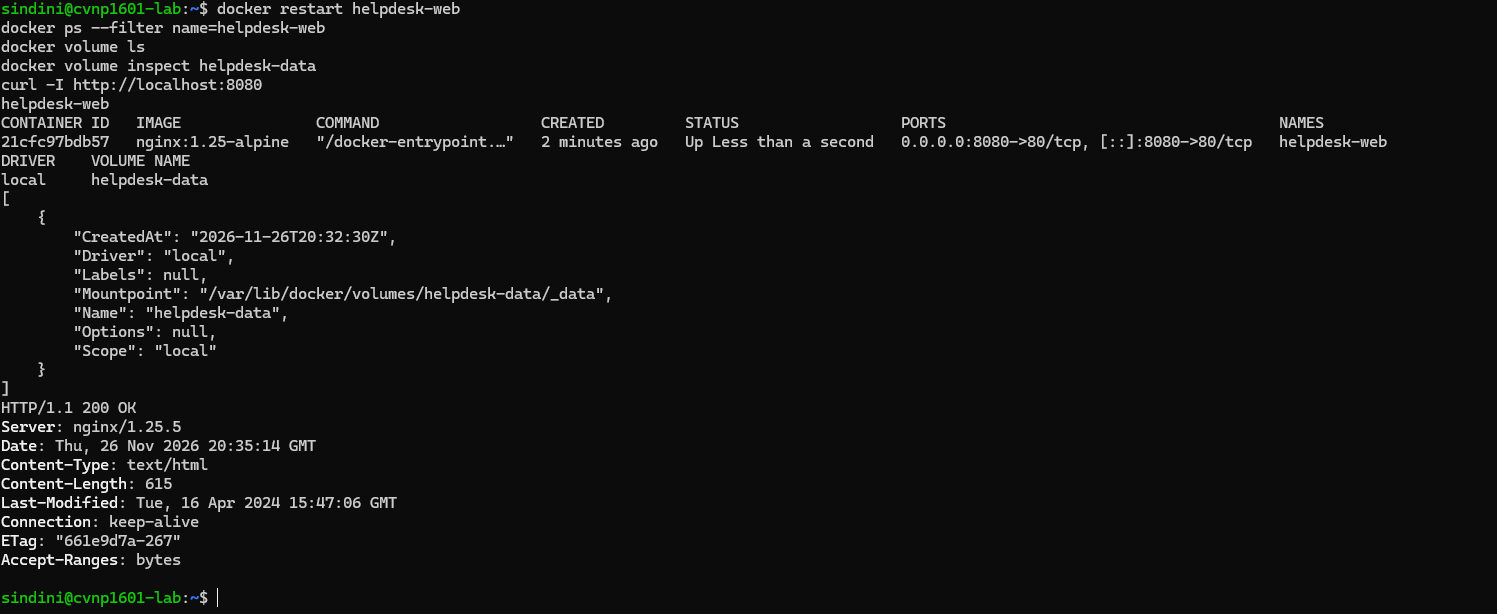 sindini@cvnp1601-lab:~$ docker restart helpdesk-web
docker ps --filter name=helpdesk-web
docker volume ls
docker volume inspect helpdesk-data
curl -I http://localhost:8080
helpdesk-web
CONTAINER ID   IMAGE               COMMAND                  CREATED         STATUS                  PORTS                                     NAMES
21cfc97bdb57   nginx:1.25-alpine   "/docker-entrypoint.…"   2 minutes ago   Up Less than a second   0.0.0.0:8080->80/tcp, [::]:8080->80/tcp   helpdesk-web
DRIVER    VOLUME NAME
local     helpdesk-data
[
    {
        "CreatedAt": "2026-11-26T20:32:30Z",
        "Driver": "local",
        "Labels": null,
        "Mountpoint": "/var/lib/docker/volumes/helpdesk-data/_data",
        "Name": "helpdesk-data",
        "Options": null,
        "Scope": "local"
    }
]
HTTP/1.1 200 OK
Server: nginx/1.25.5
Date: Thu, 26 Nov 2026 20:35:14 GMT
Content-Type: text/html
Content-Length: 615
Last-Modified: Tue, 16 Apr 2024 15:47:06 GMT
Connection: keep-alive
ETag: "661e9d7a-267"
Accept-Ranges: bytes

sindini@cvnp1601-lab:~$